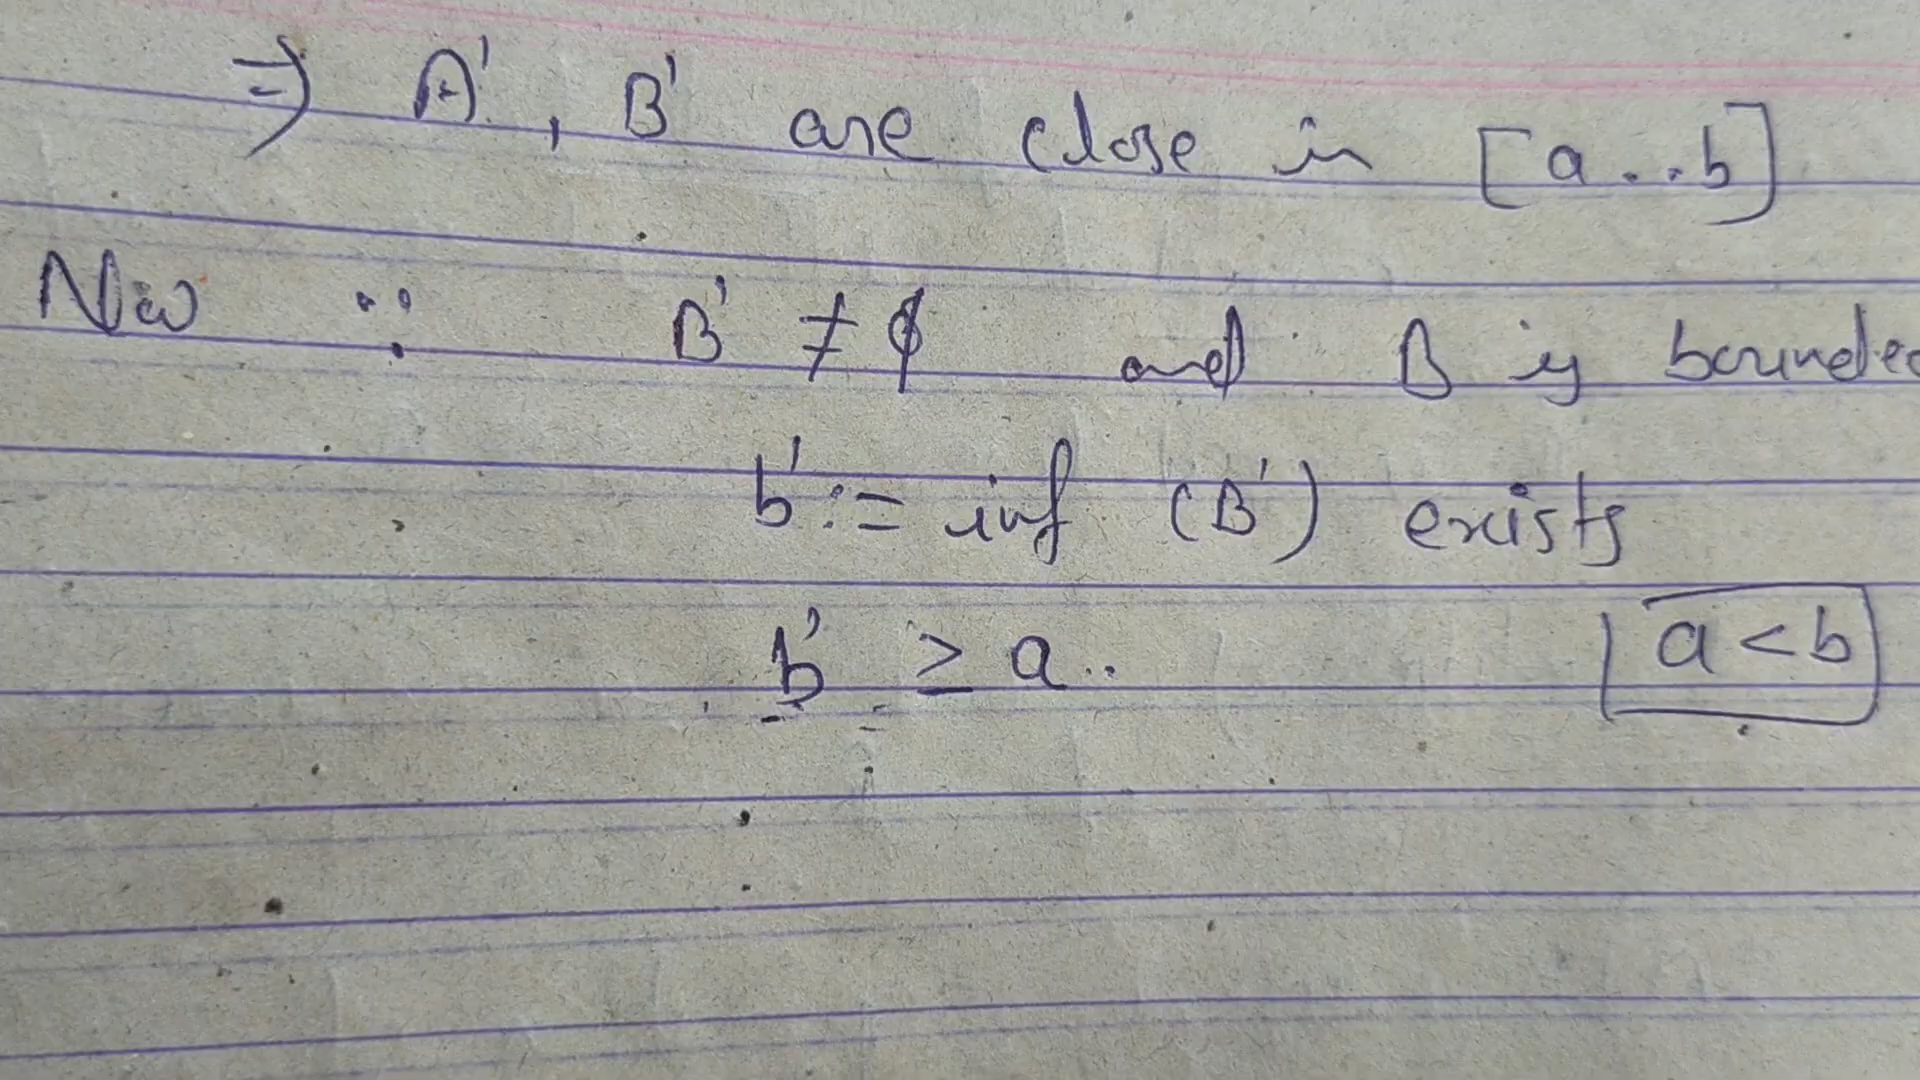 ⇒ A', B' are close in [a..b]
Now ∵ B' ≠ ϕ and B is bounded
b' := inf (B') exists
b' ≥ a.. a < b